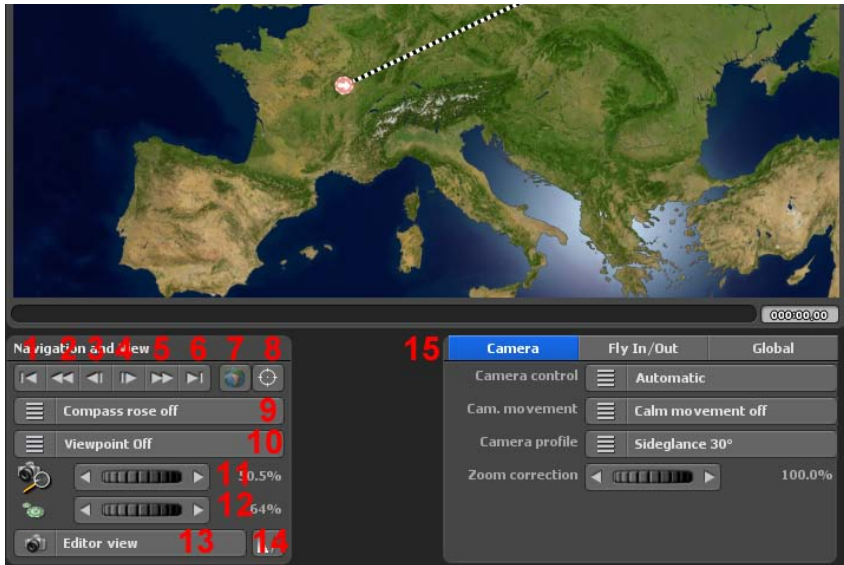 000:00,00
Navigation and View
1 2 3 4 5 6 7 8
Compass rose off 9
Viewpoint Off 10
11 50.5%
12 64%
Editor view 13 14
15 Camera Fly In/Out Global
Camera control Automatic
Cam. movement Calm movement off
Camera profile Sideglance 30°
Zoom correction 100.0%